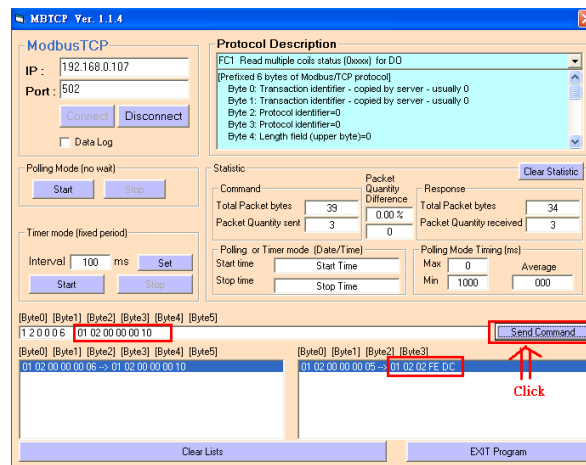 MBTCP Ver. 1.1.4
ModbusTCP
IP : 192.168.0.107
Port : 502
Connect Disconnect
Data Log
Protocol Description
FC1 Read multiple coils status (0xxxx) for DO
[Prefixed 6 bytes of Modbus/TCP protocol]
Byte 0: Transaction identifier - copied by server - usually 0
Byte 1: Transaction identifier - copied by server - usually 0
Byte 2: Protocol identifier=0
Byte 3: Protocol identifier=0
Byte 4: Length field (upper byte)=0
Polling Mode (no wait)
Start Stop
Timer mode (fixed period)
Interval 100 ms Set
Start Stop
Statistic
Clear Statistic
Command
Total Packet bytes 39
Packet Quantity sent 3
Packet
Quantity
Difference
0.00 %
0
Response
Total Packet bytes 34
Packet Quantity received 3
Polling or Timer mode (Date/Time)
Start time Start Time
Stop time Stop Time
Polling Mode Timing (ms)
Max 0 Average
Min 1000 000
[Byte0] [Byte1] [Byte2] [Byte3] [Byte4] [Byte5]
1 2 0 0 0 6 01 02 00 00 00 10
Send Command
[Byte0] [Byte1] [Byte2] [Byte3] [Byte4] [Byte5]
01 02 00 00 00 06 --> 01 02 00 00 00 10
[Byte0] [Byte1] [Byte2] [Byte3]
01 02 00 00 00 05 --> 01 02 02 FE DC
Click
Clear Lists
EXIT Program